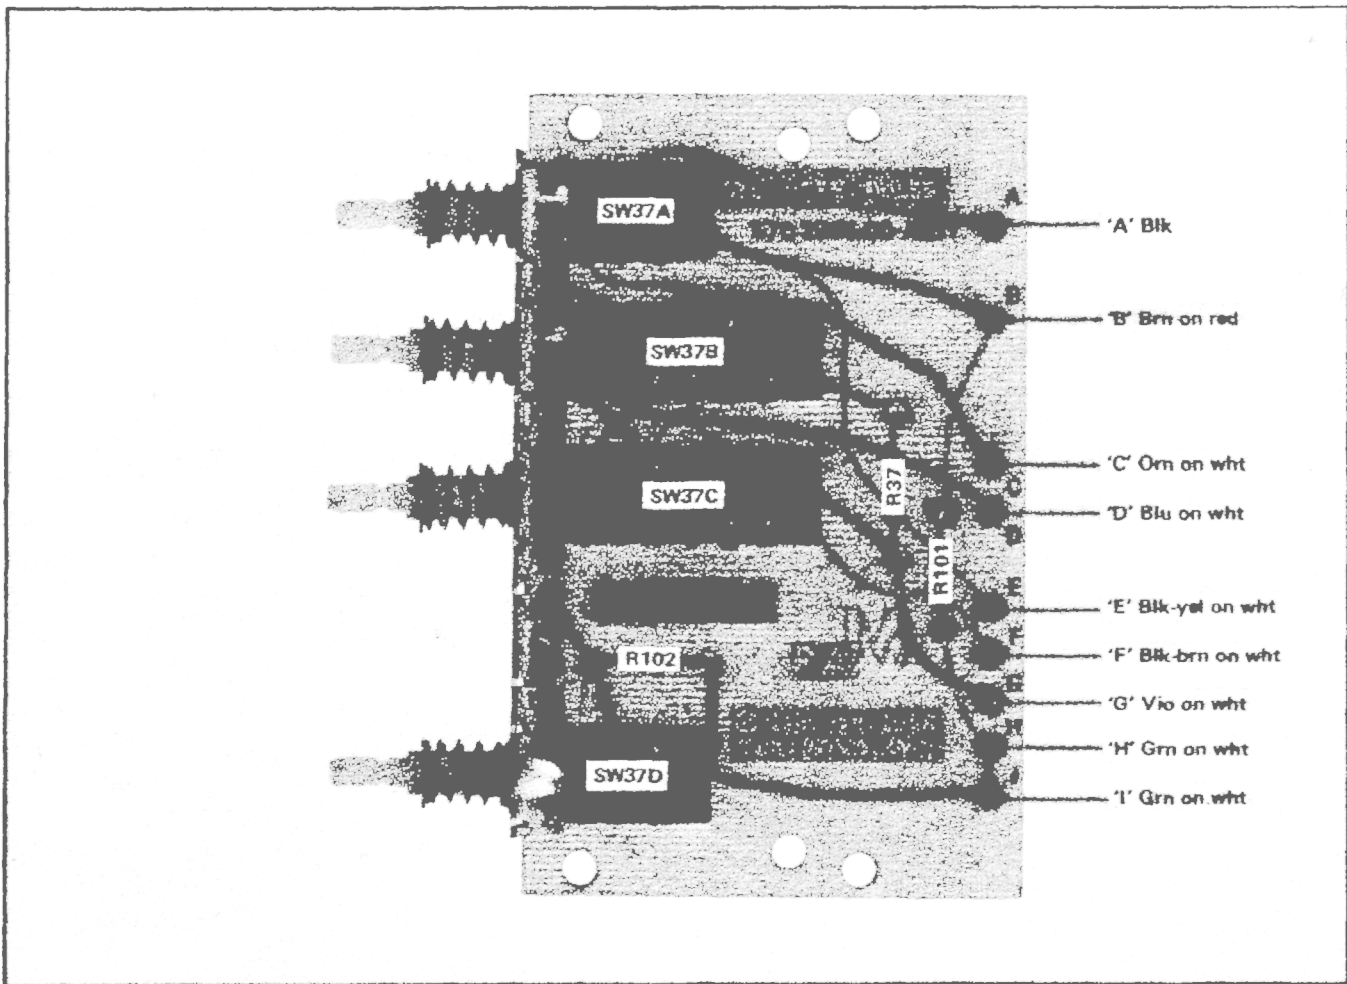 A
SW37A
'A' Blk
B
'B' Brn on red
SW37B
'C' Orn on wht
R37
SW37C
C
'D' Blu on wht
D
R101
E
'E' Blk-yel on wht
F
'F' Blk-brn on wht
R102
'G' Vio on wht
H
'H' Grn on wht
SW37D
'I' Grn on wht